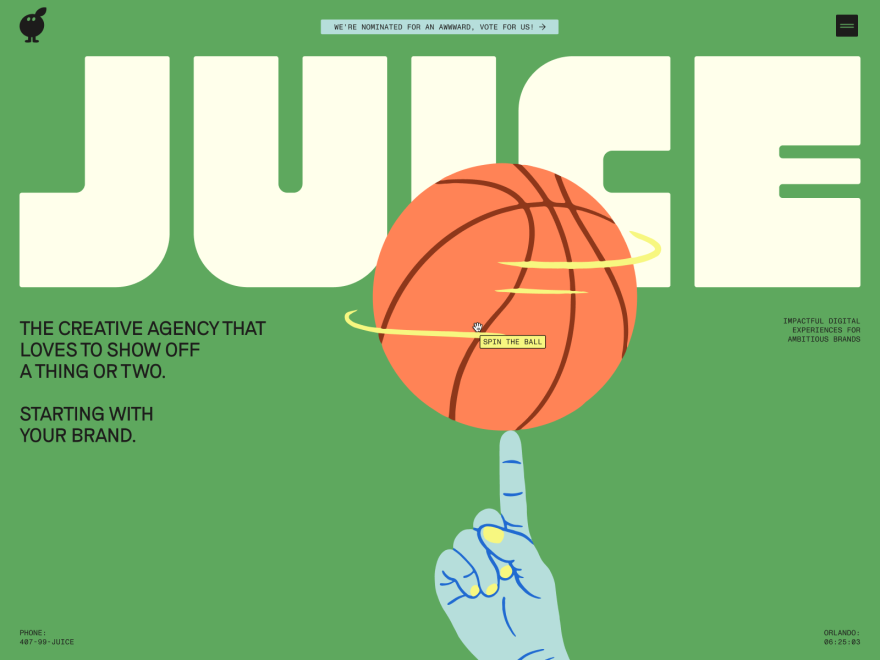 WE'RE NOMINATED FOR AN AWWWARD, VOTE FOR US! →
JUICE
THE CREATIVE AGENCY THAT
LOVES TO SHOW OFF
A THING OR TWO.
STARTING WITH
YOUR BRAND.
IMPACTFUL DIGITAL
EXPERIENCES FOR
AMBITIOUS BRANDS
SPIN THE BALL
PHONE:
407-99-JUICE
ORLANDO:
06:25:03